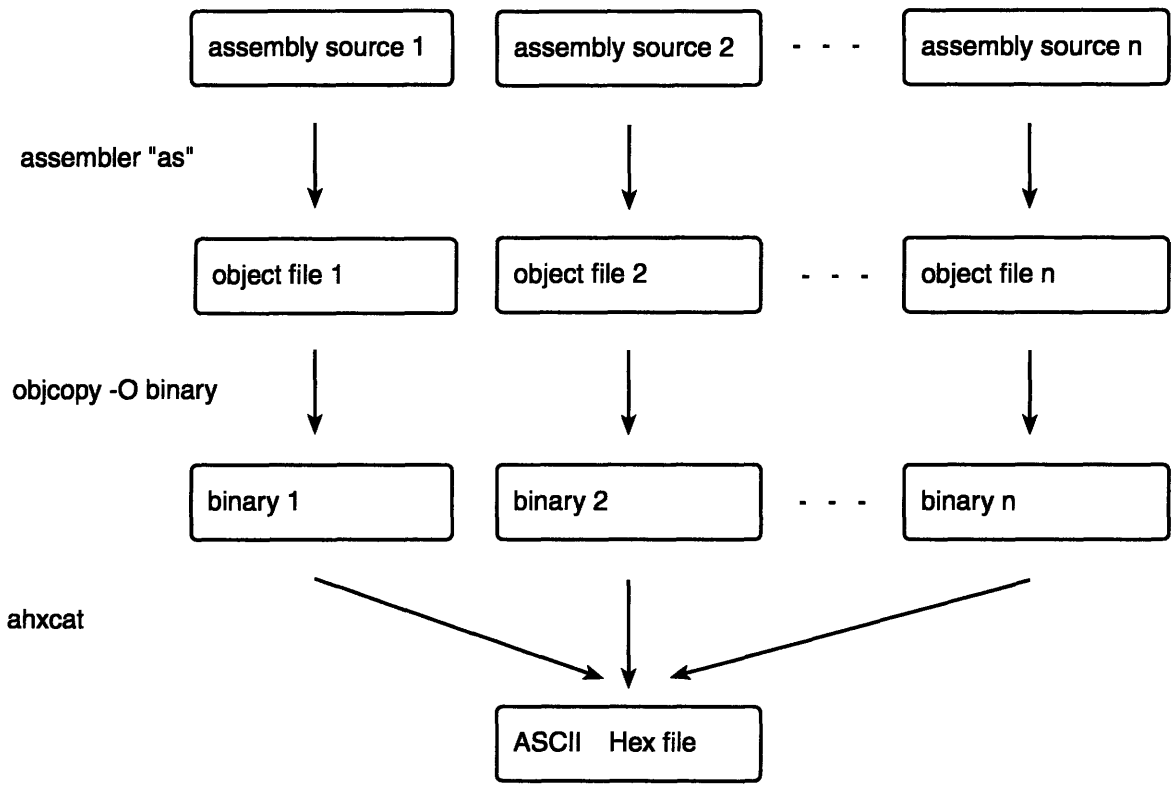 assembly source 1 assembly source 2 - - - assembly source n
assembler "as"
object file 1 object file 2 - - - object file n
objcopy -O binary
binary 1 binary 2 - - - binary n
ahxcat
ASCII Hex file